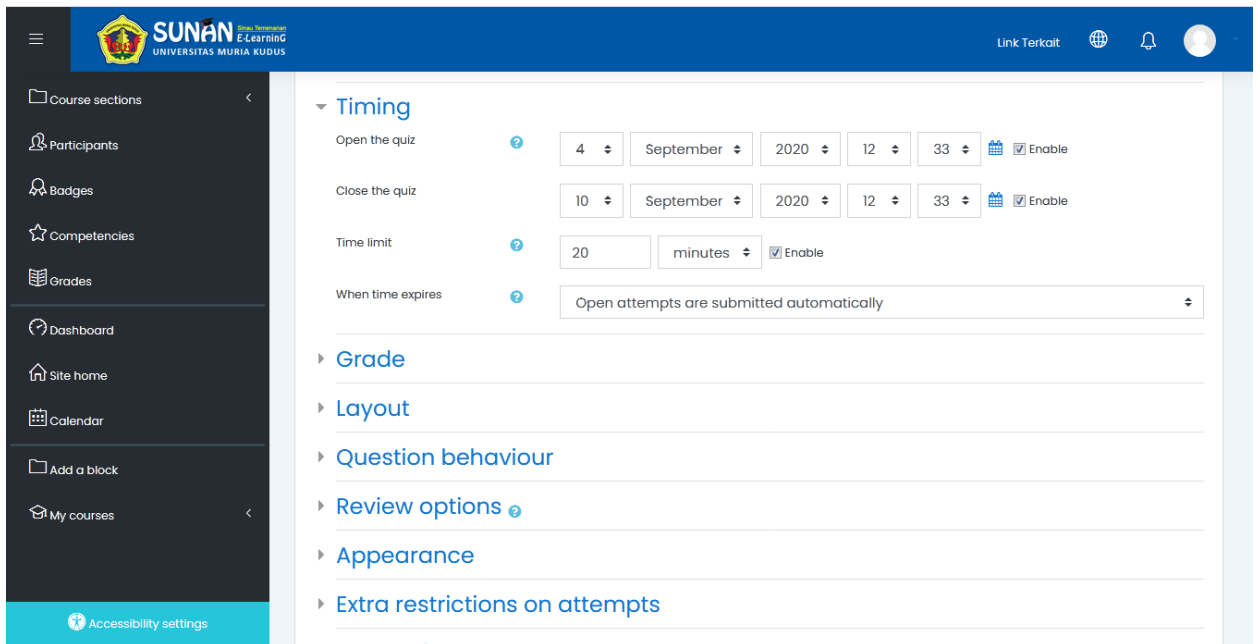 SUNAN Sinau Temenanan E-LearninG
UNIVERSITAS MURIA KUDUS
Link Terkait
Course sections
Participants
Badges
Competencies
Grades
Dashboard
Site home
Calendar
Add a block
My courses
Accessibility settings
Timing
Open the quiz 4 September 2020 12 33 Enable
Close the quiz 10 September 2020 12 33 Enable
Time limit 20 minutes Enable
When time expires Open attempts are submitted automatically
Grade
Layout
Question behaviour
Review options
Appearance
Extra restrictions on attempts